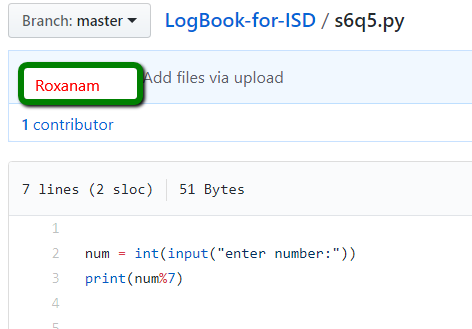 Branch: master LogBook-for-ISD / s6q5.py
Roxanam Add files via upload
1 contributor
7 lines (2 sloc) 51 Bytes
1
2 num = int(input("enter number:"))
3 print(num%7)
4
5